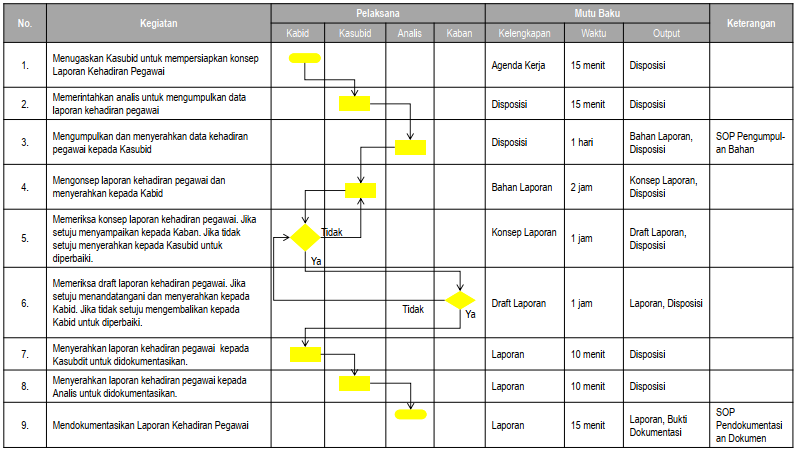 No. Kegiatan Pelaksana Mutu Baku Keterangan
Kabid Kasubid Analis Kaban Kelengkapan Waktu Output
1. Menugaskan Kasubid untuk mempersiapkan konsep
Laporan Kehadiran Pegawai
Agenda Kerja 15 menit Disposisi
2. Memerintahkan analis untuk mengumpulkan data
laporan kehadiran pegawai
Disposisi 15 menit Disposisi
3. Mengumpulkan dan menyerahkan data kehadiran
pegawai kepada Kasubid
Disposisi 1 hari
Bahan Laporan,
Disposisi
SOP Pengumpul-
an Bahan
4. Mengonsep laporan kehadiran pegawai dan
menyerahkan kepada Kabid
Bahan Laporan 2 jam
Konsep Laporan,
Disposisi
5. Memeriksa konsep laporan kehadiran pegawai. Jika
setuju menyampaikan kepada Kaban. Jika tidak
setuju menyerahkan kepada Kasubid untuk
diperbaiki.
Tidak
Ya
Konsep Laporan 1 jam
Draft Laporan,
Disposisi
6. Memeriksa draft laporan kehadiran pegawai. Jika
setuju menandatangani dan menyerahkan kepada
Kabid. Jika tidak setuju mengembalikan kepada
Kabid untuk diperbaiki.
Tidak
Ya
Draft Laporan 1 jam Laporan, Disposisi
7. Menyerahkan laporan kehadiran pegawai kepada
Kasubdit untuk didokumentasikan.
Laporan 10 menit Disposisi
8. Menyerahkan laporan kehadiran pegawai kepada
Analis untuk didokumentasikan.
Laporan 10 menit Disposisi
9. Mendokumentasikan Laporan Kehadiran Pegawai
Laporan 15 menit
Laporan, Bukti
Dokumentasi
SOP
Pendokumentasi
an Dokumen